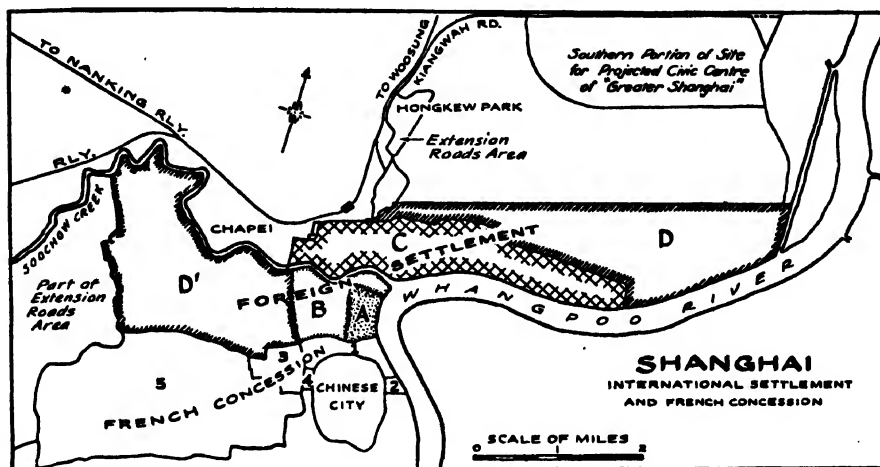 TO NANKING RLY.
RLY.
SOOCHOW CREEK
TO WOOSUNG
KIANGWAH RD.
HONGKEW PARK
Extension
Roads Area
Southern Portion of Site
for Projected Civic Centre
of "Greater Shanghai"
CHAPEI
C
D
D'
B
A
FOREIGN SETTLEMENT
Part of
Extension
Roads
Area
WHANGPOO RIVER
3
4
5
2
FRENCH CONCESSION
CHINESE
CITY
SHANGHAI
INTERNATIONAL SETTLEMENT
AND FRENCH CONCESSION
SCALE OF MILES
0 1 2